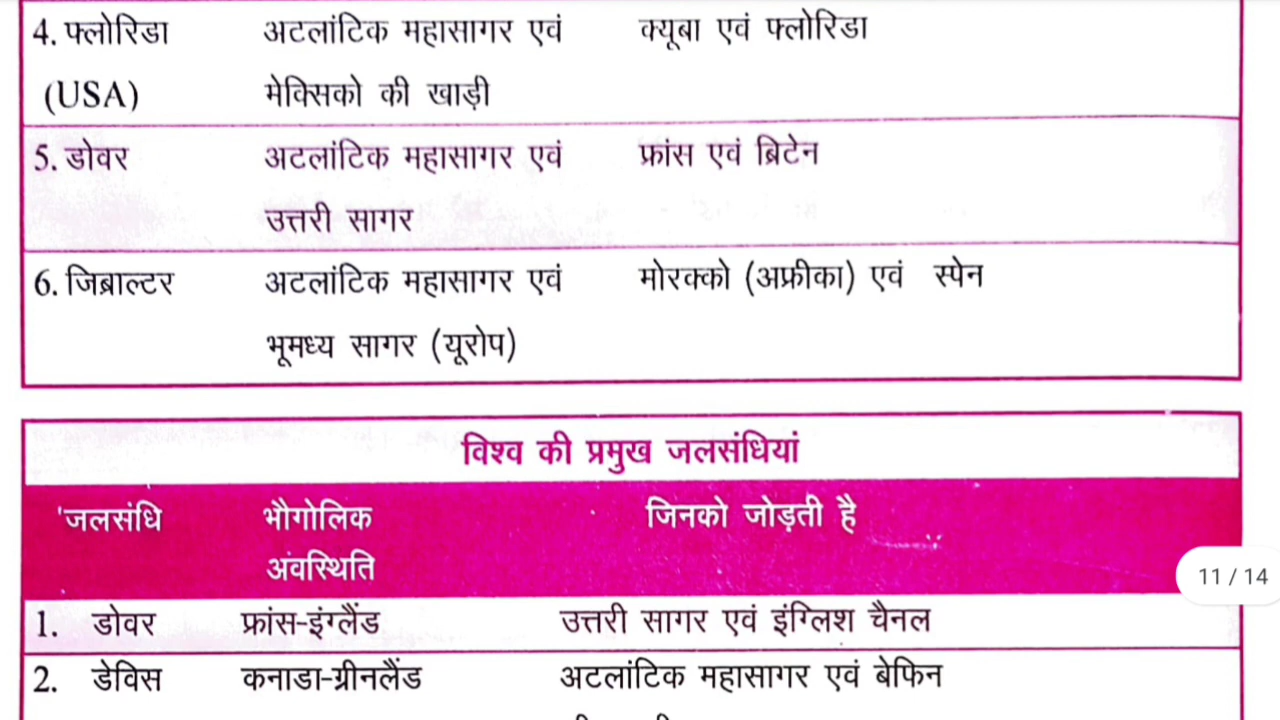 4. फ्लोरिडा अटलांटिक महासागर एवं क्यूबा एवं फ्लोरिडा
(USA) मेक्सिको की खाड़ी
5. डोवर अटलांटिक महासागर एवं फ्रांस एवं ब्रिटेन
उत्तरी सागर
6. जिब्राल्टर अटलांटिक महासागर एवं मोरक्को (अफ्रीका) एवं स्पेन
भूमध्य सागर (यूरोप)
विश्व की प्रमुख जलसंधियां
'जलसंधि भौगोलिक जिनको जोड़ती है
अंवस्थिति
11 / 14
1. डोवर फ्रांस-इंग्लैंड उत्तरी सागर एवं इंग्लिश चैनल
2. डेविस कनाडा-ग्रीनलैंड अटलांटिक महासागर एवं बेफिन